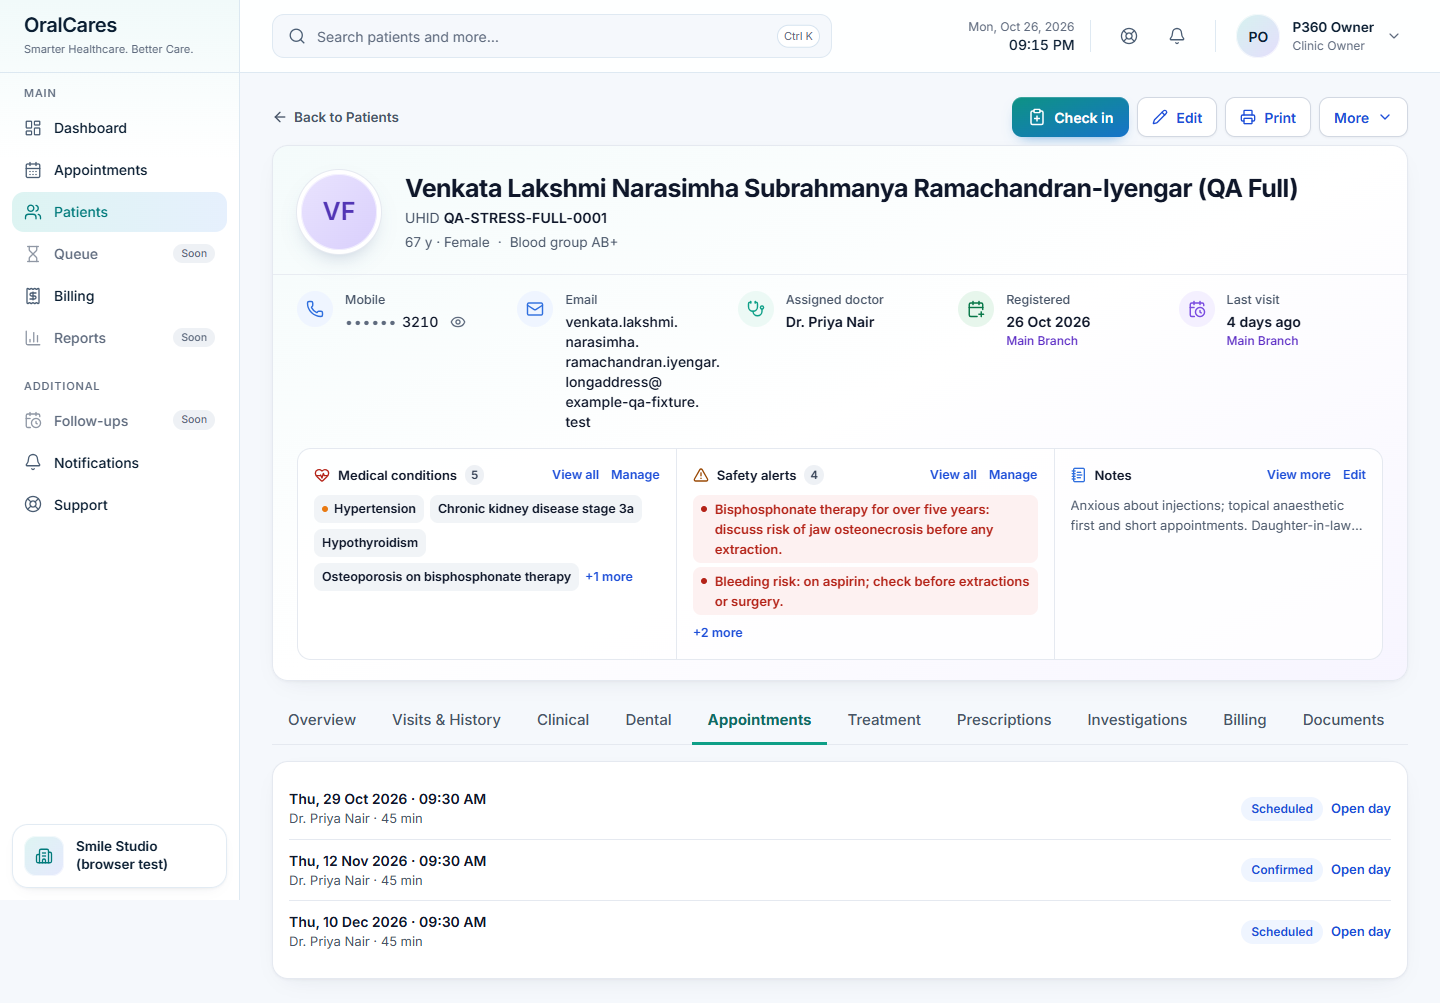 OralCares
Smarter Healthcare. Better Care.
Search patients and more...
Ctrl K
Mon, Oct 26, 2026
09:15 PM
PO
P360 Owner
Clinic Owner
MAIN
Dashboard
Appointments
Patients
Queue
Soon
Billing
Reports
Soon
ADDITIONAL
Follow-ups
Soon
Notifications
Support
Smile Studio
(browser test)
Back to Patients
Check in
Edit
Print
More
VF
Venkata Lakshmi Narasimha Subrahmanya Ramachandran-Iyengar (QA Full)
UHID QA-STRESS-FULL-0001
67 y · Female · Blood group AB+
Mobile
•••••• 3210
Email
venkata.lakshmi.
narasimha.
ramachandran.iyengar.
longaddress@
example-qa-fixture.
test
Assigned doctor
Dr. Priya Nair
Registered
26 Oct 2026
Main Branch
Last visit
4 days ago
Main Branch
Medical conditions 5
View all Manage
Hypertension
Chronic kidney disease stage 3a
Hypothyroidism
Osteoporosis on bisphosphonate therapy
+1 more
Safety alerts 4
View all Manage
Bisphosphonate therapy for over five years:
discuss risk of jaw osteonecrosis before any
extraction.
Bleeding risk: on aspirin; check before extractions
or surgery.
+2 more
Notes
View more Edit
Anxious about injections; topical anaesthetic
first and short appointments. Daughter-in-law...
Overview
Visits & History
Clinical
Dental
Appointments
Treatment
Prescriptions
Investigations
Billing
Documents
Thu, 29 Oct 2026 · 09:30 AM
Dr. Priya Nair · 45 min
Scheduled
Open day
Thu, 12 Nov 2026 · 09:30 AM
Dr. Priya Nair · 45 min
Confirmed
Open day
Thu, 10 Dec 2026 · 09:30 AM
Dr. Priya Nair · 45 min
Scheduled
Open day